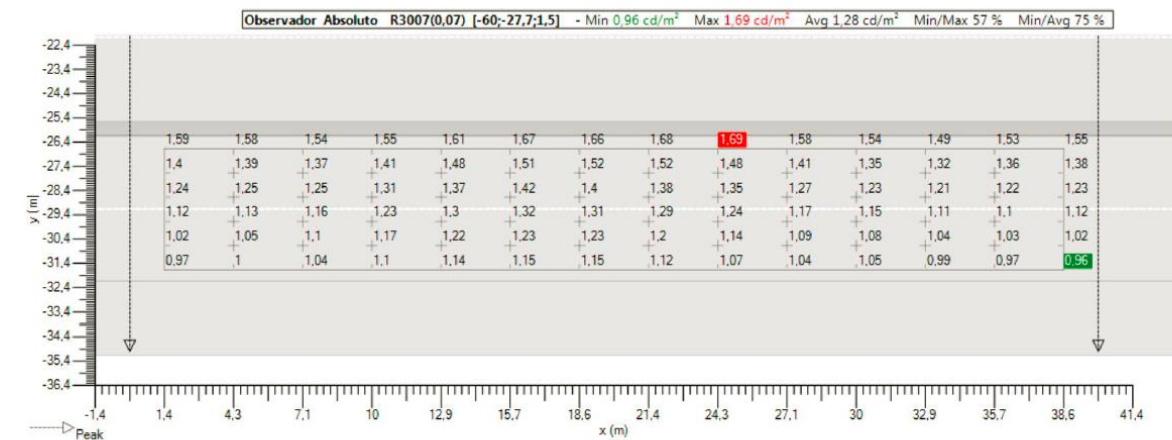 Observador Absoluto R3007(0,07) [-60;-27,7;1,5] - Min 0,96 cd/m² Max 1,69 cd/m² Avg 1,28 cd/m² Min/Max 57 % Min/Avg 75 %
-22,4
-23,4
-24,4
-25,4
-26,4 1,59 1,58 1,54 1,55 1,61 1,67 1,66 1,68 1,69 1,58 1,54 1,49 1,53 1,55
-27,4 1,4 1,39 1,37 1,41 1,48 1,51 1,52 1,52 1,48 1,41 1,35 1,32 1,36 1,38
-28,4 1,24 1,25 1,25 1,31 1,37 1,42 1,4 1,38 1,35 1,27 1,23 1,21 1,22 1,23
y (m)
-29,4 1,12 1,13 1,16 1,23 1,3 1,32 1,31 1,29 1,24 1,17 1,15 1,11 1,1 1,12
-30,4 1,02 1,05 1,1 1,17 1,22 1,23 1,23 1,2 1,14 1,09 1,08 1,04 1,03 1,02
-31,4 0,97 1 1,04 1,1 1,14 1,15 1,15 1,12 1,07 1,04 1,05 0,99 0,97 0,96
-32,4
-33,4
-34,4
-35,4
-36,4
-1,4 1,4 4,3 7,1 10 12,9 15,7 18,6 21,4 24,3 27,1 30 32,9 35,7 38,6 41,4
x (m)
Peak